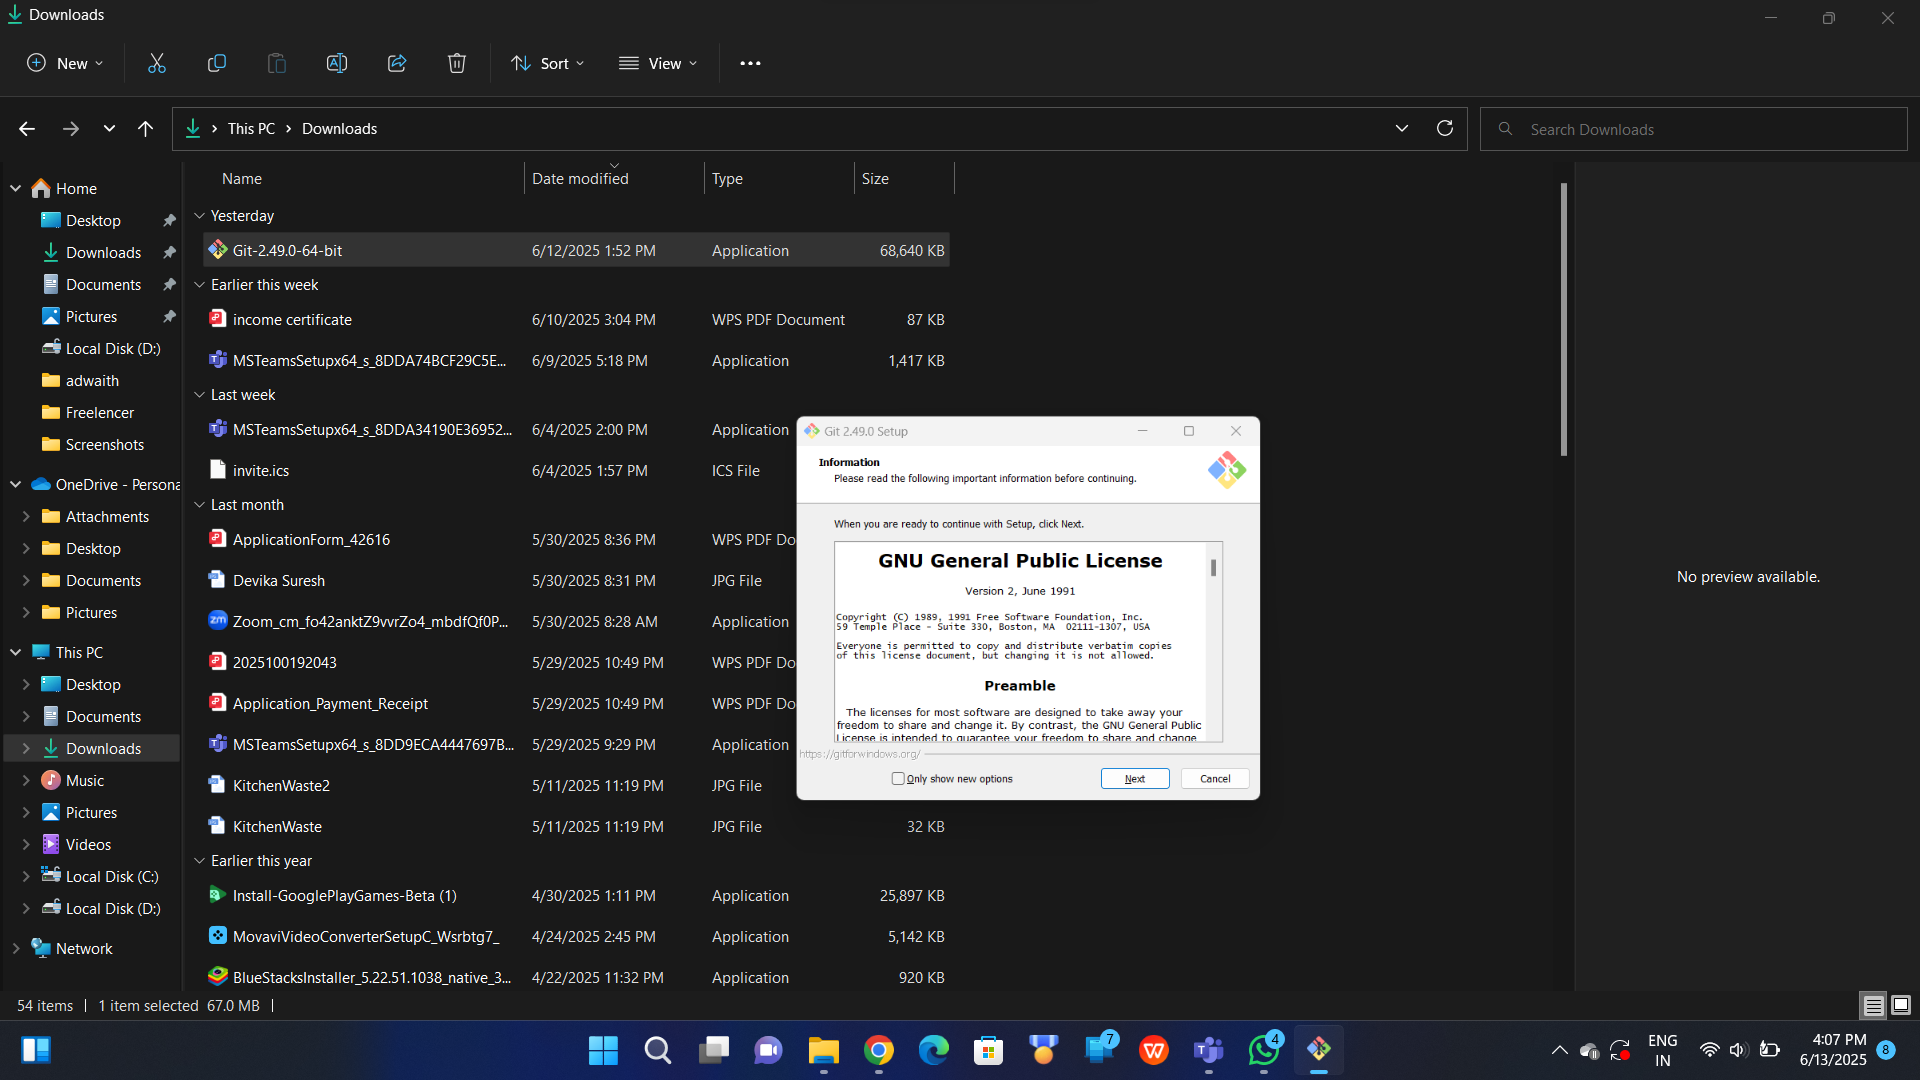 Downloads
New
Sort
View
This PC
Downloads
Search Downloads
Home
Desktop
Downloads
Documents
Pictures
Local Disk (D:)
adwaith
Freelencer
Screenshots
OneDrive - Persona
Attachments
Desktop
Documents
Pictures
This PC
Desktop
Documents
Downloads
Music
Pictures
Videos
Local Disk (C:)
Local Disk (D:)
Network
Name Date modified Type Size
Yesterday
Git-2.49.0-64-bit 6/12/2025 1:52 PM Application 68,640 KB
Earlier this week
income certificate 6/10/2025 3:04 PM WPS PDF Document 87 KB
MSTeamsSetupx64_s_8DDA74BCF29C5E... 6/9/2025 5:18 PM Application 1,417 KB
Last week
MSTeamsSetupx64_s_8DDA34190E36952... 6/4/2025 2:00 PM Application
invite.ics 6/4/2025 1:57 PM ICS File
Last month
ApplicationForm_42616 5/30/2025 8:36 PM WPS PDF Do
Devika Suresh 5/30/2025 8:31 PM JPG File
Zoom_cm_fo42anktZ9vvrZo4_mbdfQf0P... 5/30/2025 8:28 AM Application
2025100192043 5/29/2025 10:49 PM WPS PDF Do
Application_Payment_Receipt 5/29/2025 10:49 PM WPS PDF Do
MSTeamsSetupx64_s_8DD9ECA4447697B... 5/29/2025 9:29 PM Application
KitchenWaste2 5/11/2025 11:19 PM JPG File
KitchenWaste 5/11/2025 11:19 PM JPG File 32 KB
Earlier this year
Install-GooglePlayGames-Beta (1) 4/30/2025 1:11 PM Application 25,897 KB
MovaviVideoConverterSetupC_Wsrbtg7_ 4/24/2025 2:45 PM Application 5,142 KB
BlueStacksInstaller_5.22.51.1038_native_3... 4/22/2025 11:32 PM Application 920 KB
Git 2.49.0 Setup
Information
Please read the following important information before continuing.
When you are ready to continue with Setup, click Next.
GNU General Public License
Version 2, June 1991
Copyright (C) 1989, 1991 Free Software Foundation, Inc.
59 Temple Place - Suite 330, Boston, MA 02111-1307, USA
Everyone is permitted to copy and distribute verbatim copies
of this license document, but changing it is not allowed.
Preamble
The licenses for most software are designed to take away your
freedom to share and change it. By contrast, the GNU General Public
License is intended to guarantee your freedom to share and change
https://gitforwindows.org/
Only show new options
Next
Cancel
No preview available.
54 items 1 item selected 67.0 MB
zm
7
W
T
4
ENG
IN
4:07 PM
6/13/2025
8